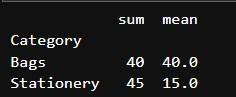 sum mean
Category
Bags 40 40.0
Stationery 45 15.0